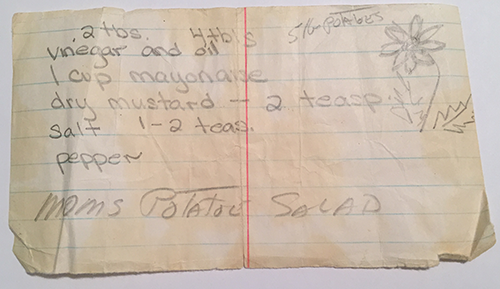 2 tbs. 4 tbls
5 lb-POTATOES
vinegar and oil
1 cup mayonaise
dry mustard - 2 teasp.
salt 1-2 teas.
pepper
MOMS POTATOE SALAD